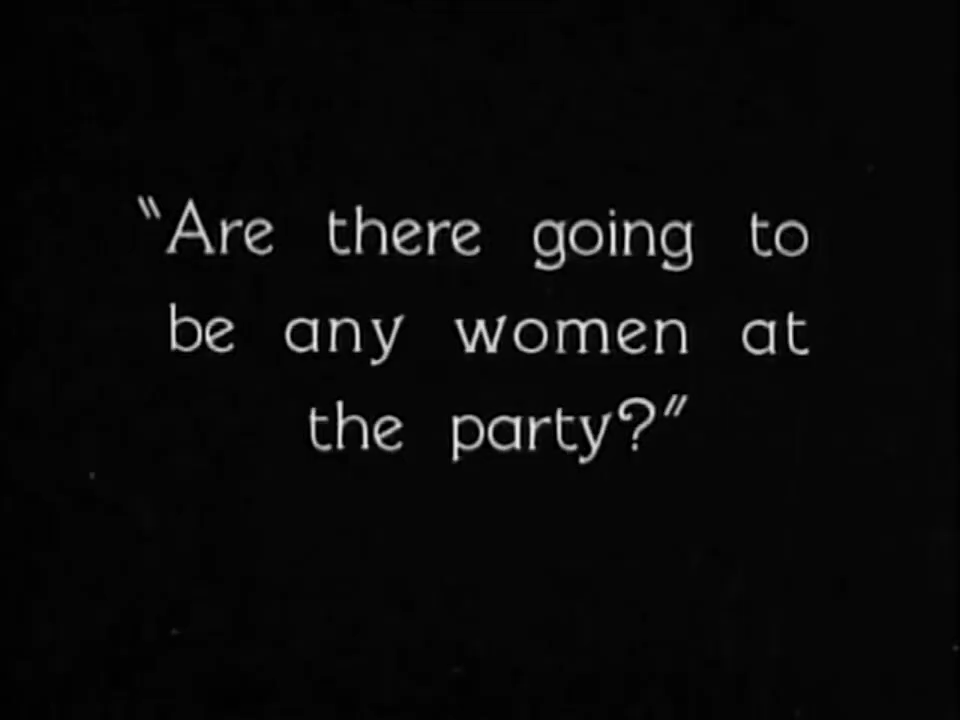 "Are there going to
be any women at
the party?"